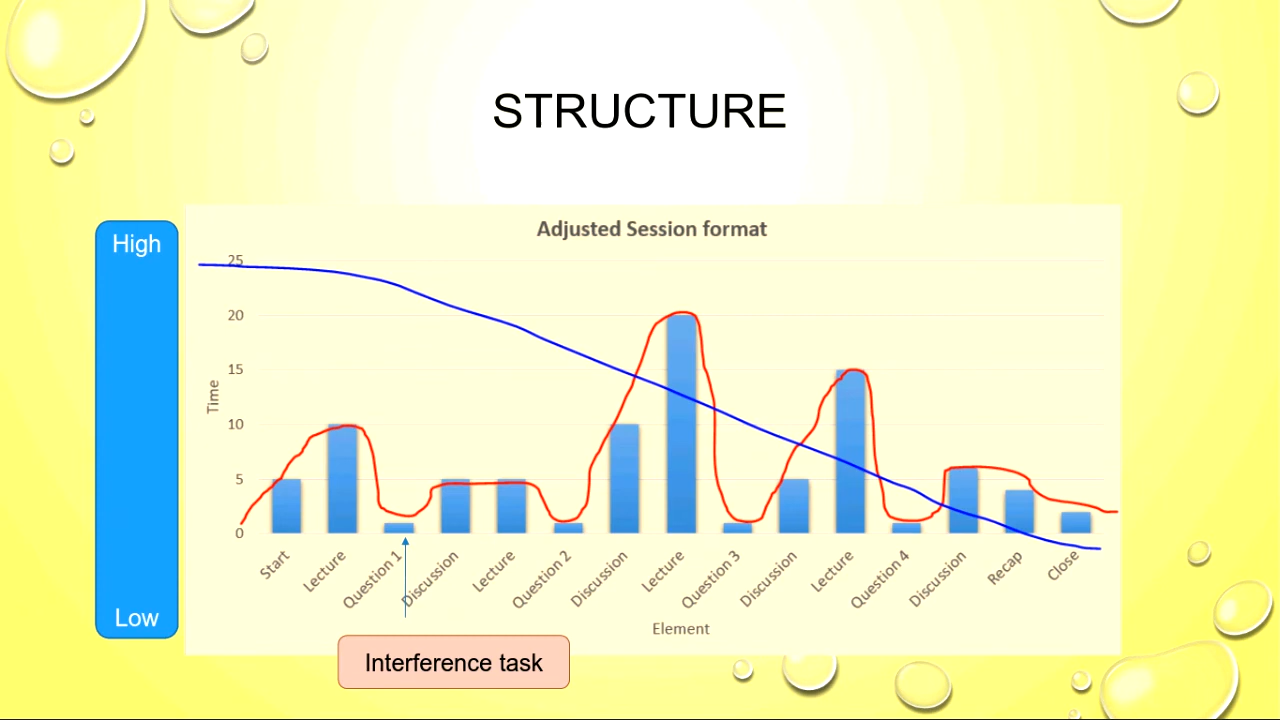 STRUCTURE
High
Low
Adjusted Session format
25
20
15
10
5
0
Time
Start
Lecture
Question 1
Discussion
Lecture
Question 2
Discussion
Lecture
Question 3
Discussion
Lecture
Question 4
Discussion
Recap
Close
Element
Interference task